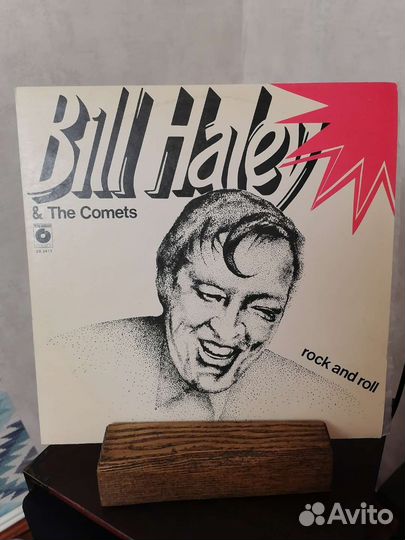 Bill Haley
& The Comets
rock and roll
Avito